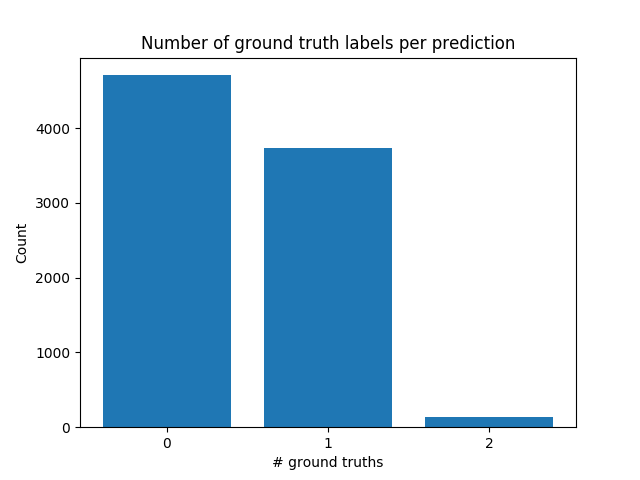 Number of ground truth labels per prediction
Count
4000
3000
2000
1000
0
0 1 2
# ground truths